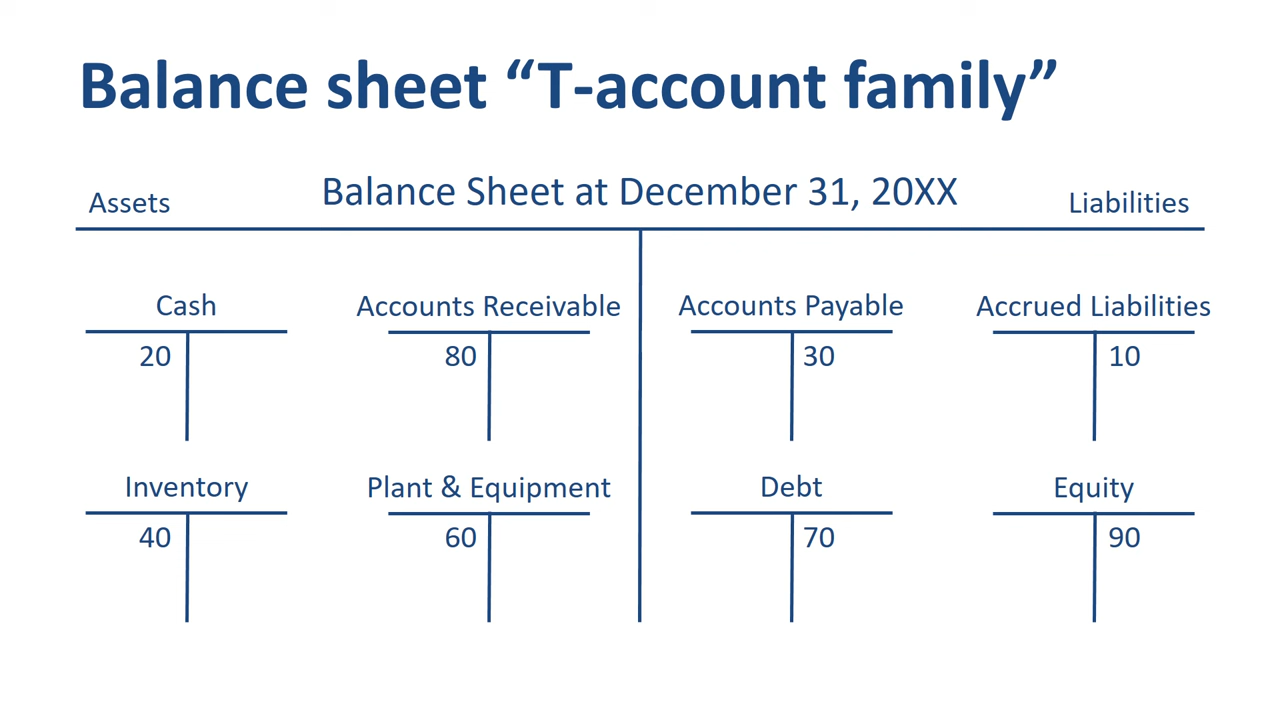 Balance sheet “T-account family”
Assets
Balance Sheet at December 31, 20XX
Liabilities
Cash
Accounts Receivable
Accounts Payable
Accrued Liabilities
20
80
30
10
Inventory
Plant & Equipment
Debt
Equity
40
60
70
90